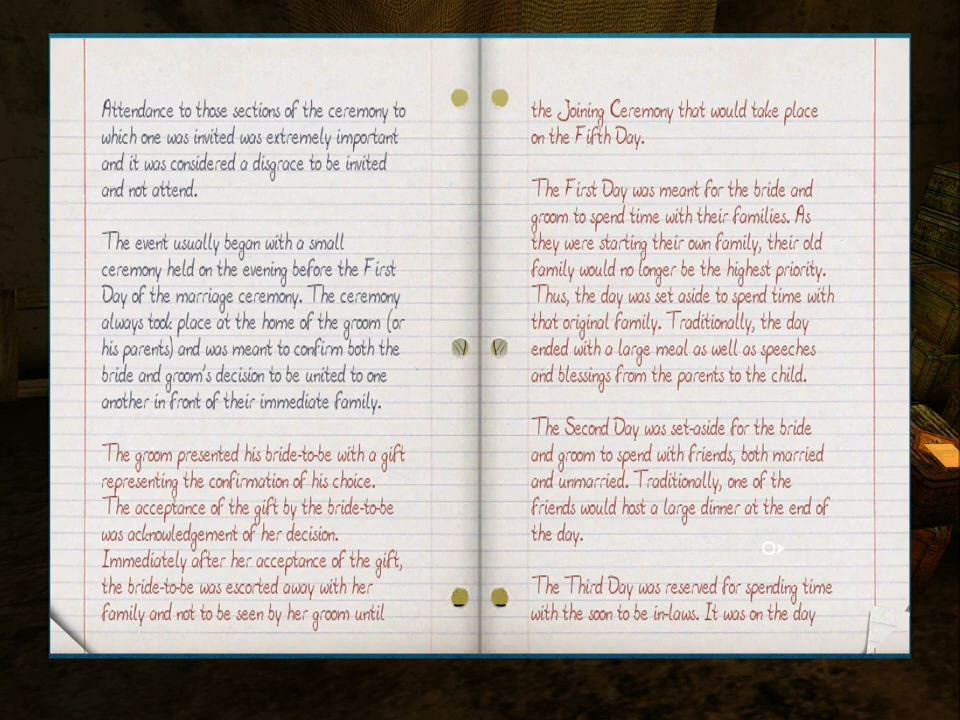 Attendance to those sections of the ceremony to
which one was invited was extremely important
and it was considered a disgrace to be invited
and not attend.
The event usually began with a small
ceremony held on the evening before the First
Day of the marriage ceremony. The ceremony
always took place at the home of the groom (or
his parents) and was meant to confirm both the
bride and groom's decision to be united to one
another in front of their immediate family.
The groom presented his bride-to-be with a gift
representing the confirmation of his choice.
The acceptance of the gift by the bride-to-be
was acknowledgement of her decision.
Immediately after her acceptance of the gift,
the bride-to-be was escorted away with her
family and not to be seen by her groom until
the Joining Ceremony that would take place
on the Fifth Day.
The First Day was meant for the bride and
groom to spend time with their families. As
they were starting their own family, their old
family would no longer be the highest priority.
Thus, the day was set aside to spend time with
that original family. Traditionally, the day
ended with a large meal as well as speeches
and blessings from the parents to the child.
The Second Day was set-aside for the bride
and groom to spend with friends, both married
and unmarried. Traditionally, one of the
friends would host a large dinner at the end of
the day.
The Third Day was reserved for spending time
with the soon to be in-laws. It was on the day